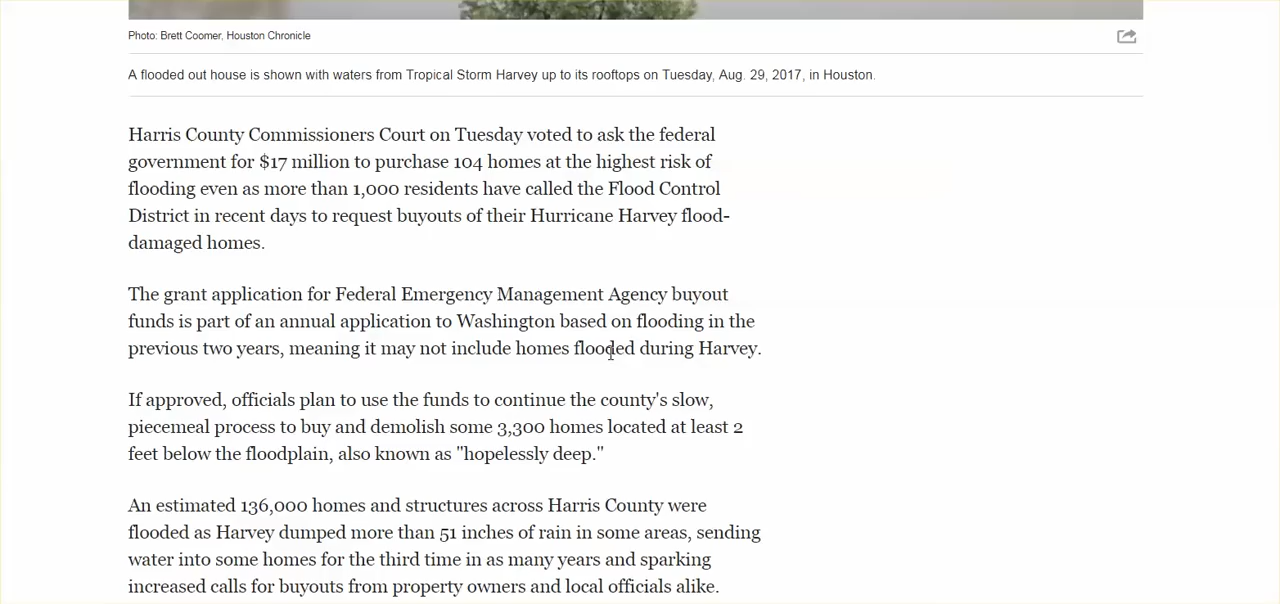 Photo: Brett Coomer, Houston Chronicle
A flooded out house is shown with waters from Tropical Storm Harvey up to its rooftops on Tuesday, Aug. 29, 2017, in Houston.
Harris County Commissioners Court on Tuesday voted to ask the federal
government for $17 million to purchase 104 homes at the highest risk of
flooding even as more than 1,000 residents have called the Flood Control
District in recent days to request buyouts of their Hurricane Harvey flood-
damaged homes.
The grant application for Federal Emergency Management Agency buyout
funds is part of an annual application to Washington based on flooding in the
previous two years, meaning it may not include homes flooded during Harvey.
If approved, officials plan to use the funds to continue the county's slow,
piecemeal process to buy and demolish some 3,300 homes located at least 2
feet below the floodplain, also known as "hopelessly deep."
An estimated 136,000 homes and structures across Harris County were
flooded as Harvey dumped more than 51 inches of rain in some areas, sending
water into some homes for the third time in as many years and sparking
increased calls for buyouts from property owners and local officials alike.